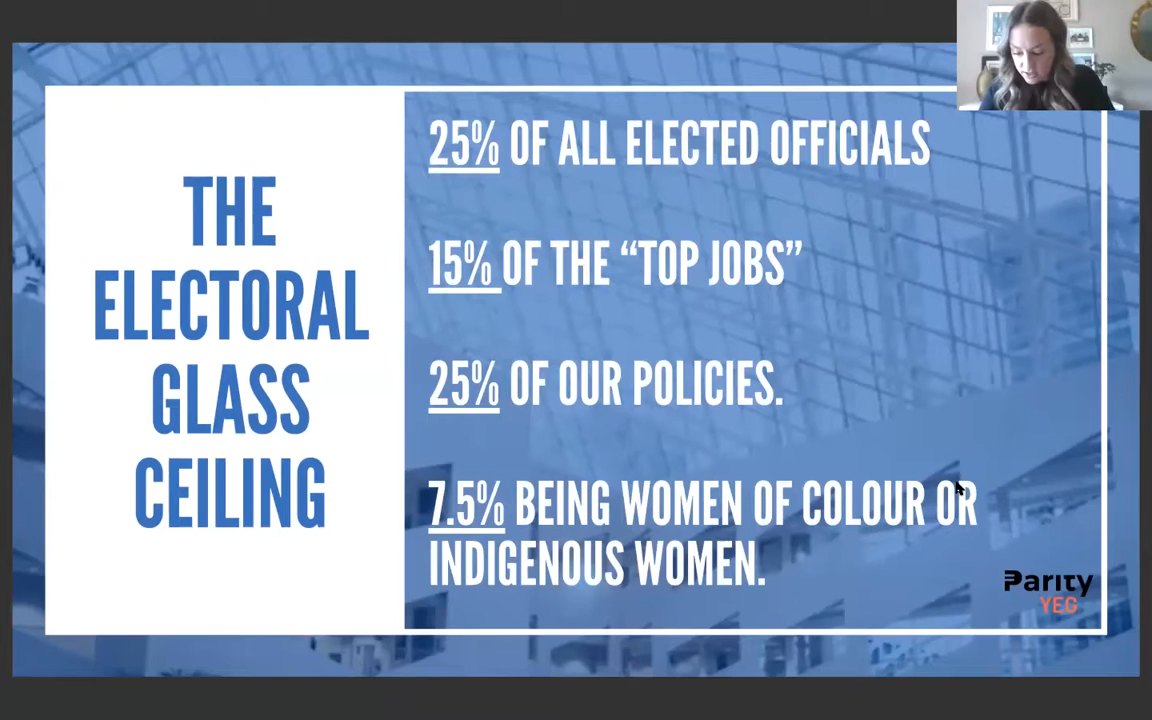 THE
ELECTORAL
GLASS
CEILING
25% OF ALL ELECTED OFFICIALS
15% OF THE “TOP JOBS”
25% OF OUR POLICIES.
7.5% BEING WOMEN OF COLOUR OR
INDIGENOUS WOMEN.
Parity
YEG